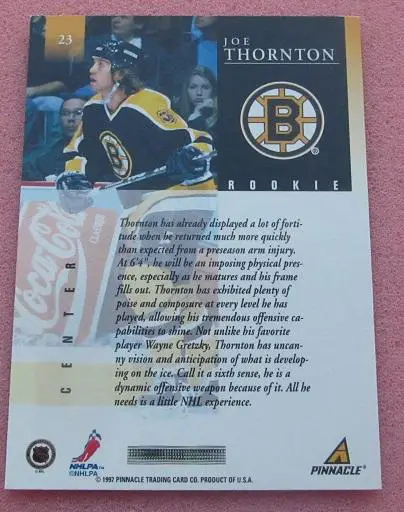 23
JOE
THORNTON
B
®
ROOKIE
CENTER
Coca-Cola
CLASSIC
Thornton has already displayed a lot of forti-
tude when he returned much more quickly
than expected from a preseason arm injury.
At 6'4", he will be an imposing physical pres-
ence, especially as he matures and his frame
fills out. Thornton has exhibited plenty of
poise and composure at every level he has
played, allowing his tremendous offensive ca-
pabilities to shine. Not unlike his favorite
player Wayne Gretzky, Thornton has uncan-
ny vision and anticipation of what is develop-
ing on the ice. Call it a sixth sense, he is a
dynamic offensive weapon because of it. All he
needs is a little NHL experience.
NHLPA™
©NHLPA
PINNACLE®
© 1997 PINNACLE TRADING CARD CO. PRODUCT OF U.S.A.